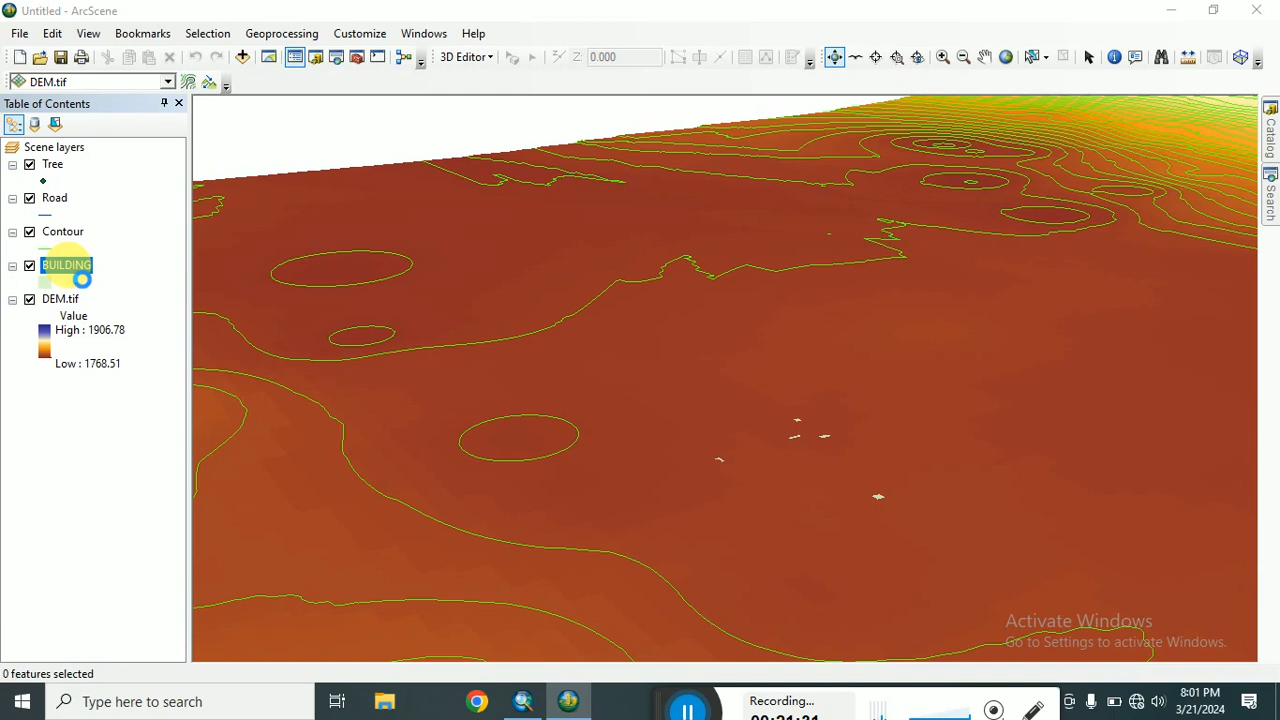 Untitled - ArcScene
File Edit View Bookmarks Selection Geoprocessing Customize Windows Help
3D Editor Z: 0.000
DEM.tif
Table of Contents
Scene layers
Tree
Road
Contour
BUILDING
DEM.tif
Value
High : 1906.78
Low : 1768.51
Catalog
Search
Activate Windows
Go to Settings to activate Windows.
0 features selected
Type here to search
Recording...
00:21:31
8:01 PM
3/21/2024